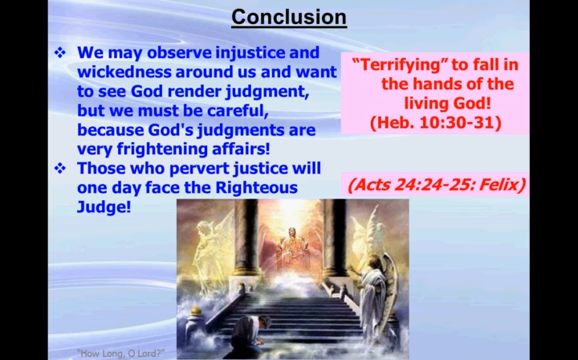 Conclusion
❖ We may observe injustice and
wickedness around us and want
to see God render judgment,
but we must be careful,
because God's judgments are
very frightening affairs!
❖ Those who pervert justice will
one day face the Righteous
Judge!
“Terrifying” to fall in
the hands of the
living God!
(Heb. 10:30-31)
(Acts 24:24-25: Felix)
"How Long, O Lord?"